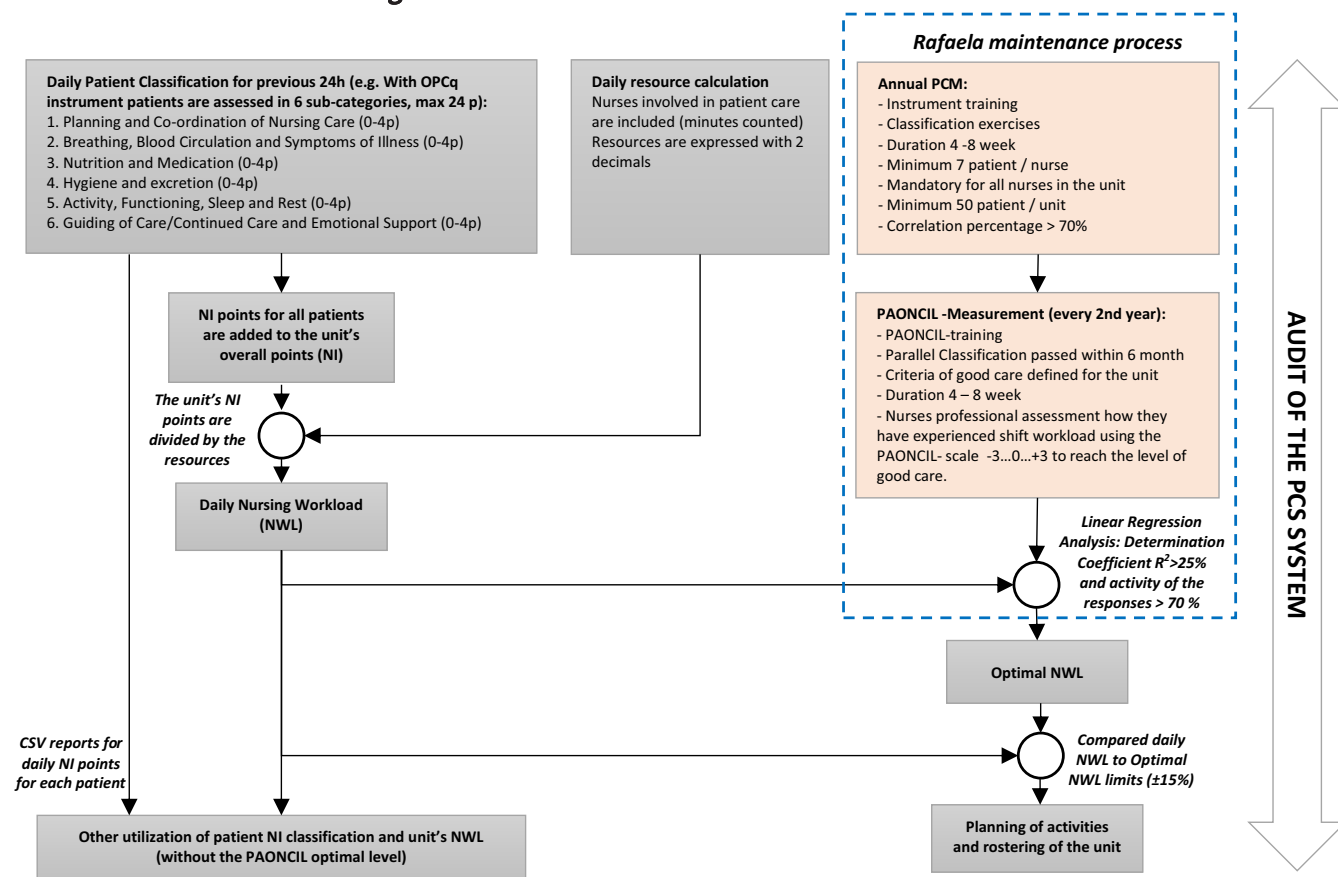 Daily Patient Classification for previous 24h (e.g. With OPCq
instrument patients are assessed in 6 sub-categories, max 24 p):
1. Planning and Co-ordination of Nursing Care (0-4p)
2. Breathing, Blood Circulation and Symptoms of Illness (0-4p)
3. Nutrition and Medication (0-4p)
4. Hygiene and excretion (0-4p)
5. Activity, Functioning, Sleep and Rest (0-4p)
6. Guiding of Care/Continued Care and Emotional Support (0-4p)
Daily resource calculation
Nurses involved in patient care
are included (minutes counted)
Resources are expressed with 2
decimals
Rafaela maintenance process
Annual PCM:
- Instrument training
- Classification exercises
- Duration 4 -8 week
- Minimum 7 patient / nurse
- Mandatory for all nurses in the unit
- Minimum 50 patient / unit
- Correlation percentage > 70%
NI points for all patients
are added to the unit's
overall points (NI)
The unit's NI
points are
divided by the
resources
Daily Nursing Workload
(NWL)
PAONCIL -Measurement (every 2nd year):
- PAONCIL-training
- Parallel Classification passed within 6 month
- Criteria of good care defined for the unit
- Duration 4 – 8 week
- Nurses professional assessment how they
have experienced shift workload using the
PAONCIL- scale -3...0...+3 to reach the level of
good care.
Linear Regression
Analysis: Determination
Coefficient R²>25%
and activity of the
responses > 70 %
Optimal NWL
Compared daily
NWL to Optimal
NWL limits (±15%)
Planning of activities
and rostering of the unit
CSV reports for
daily NI points
for each patient
Other utilization of patient NI classification and unit's NWL
(without the PAONCIL optimal level)
AUDIT OF THE PCS SYSTEM